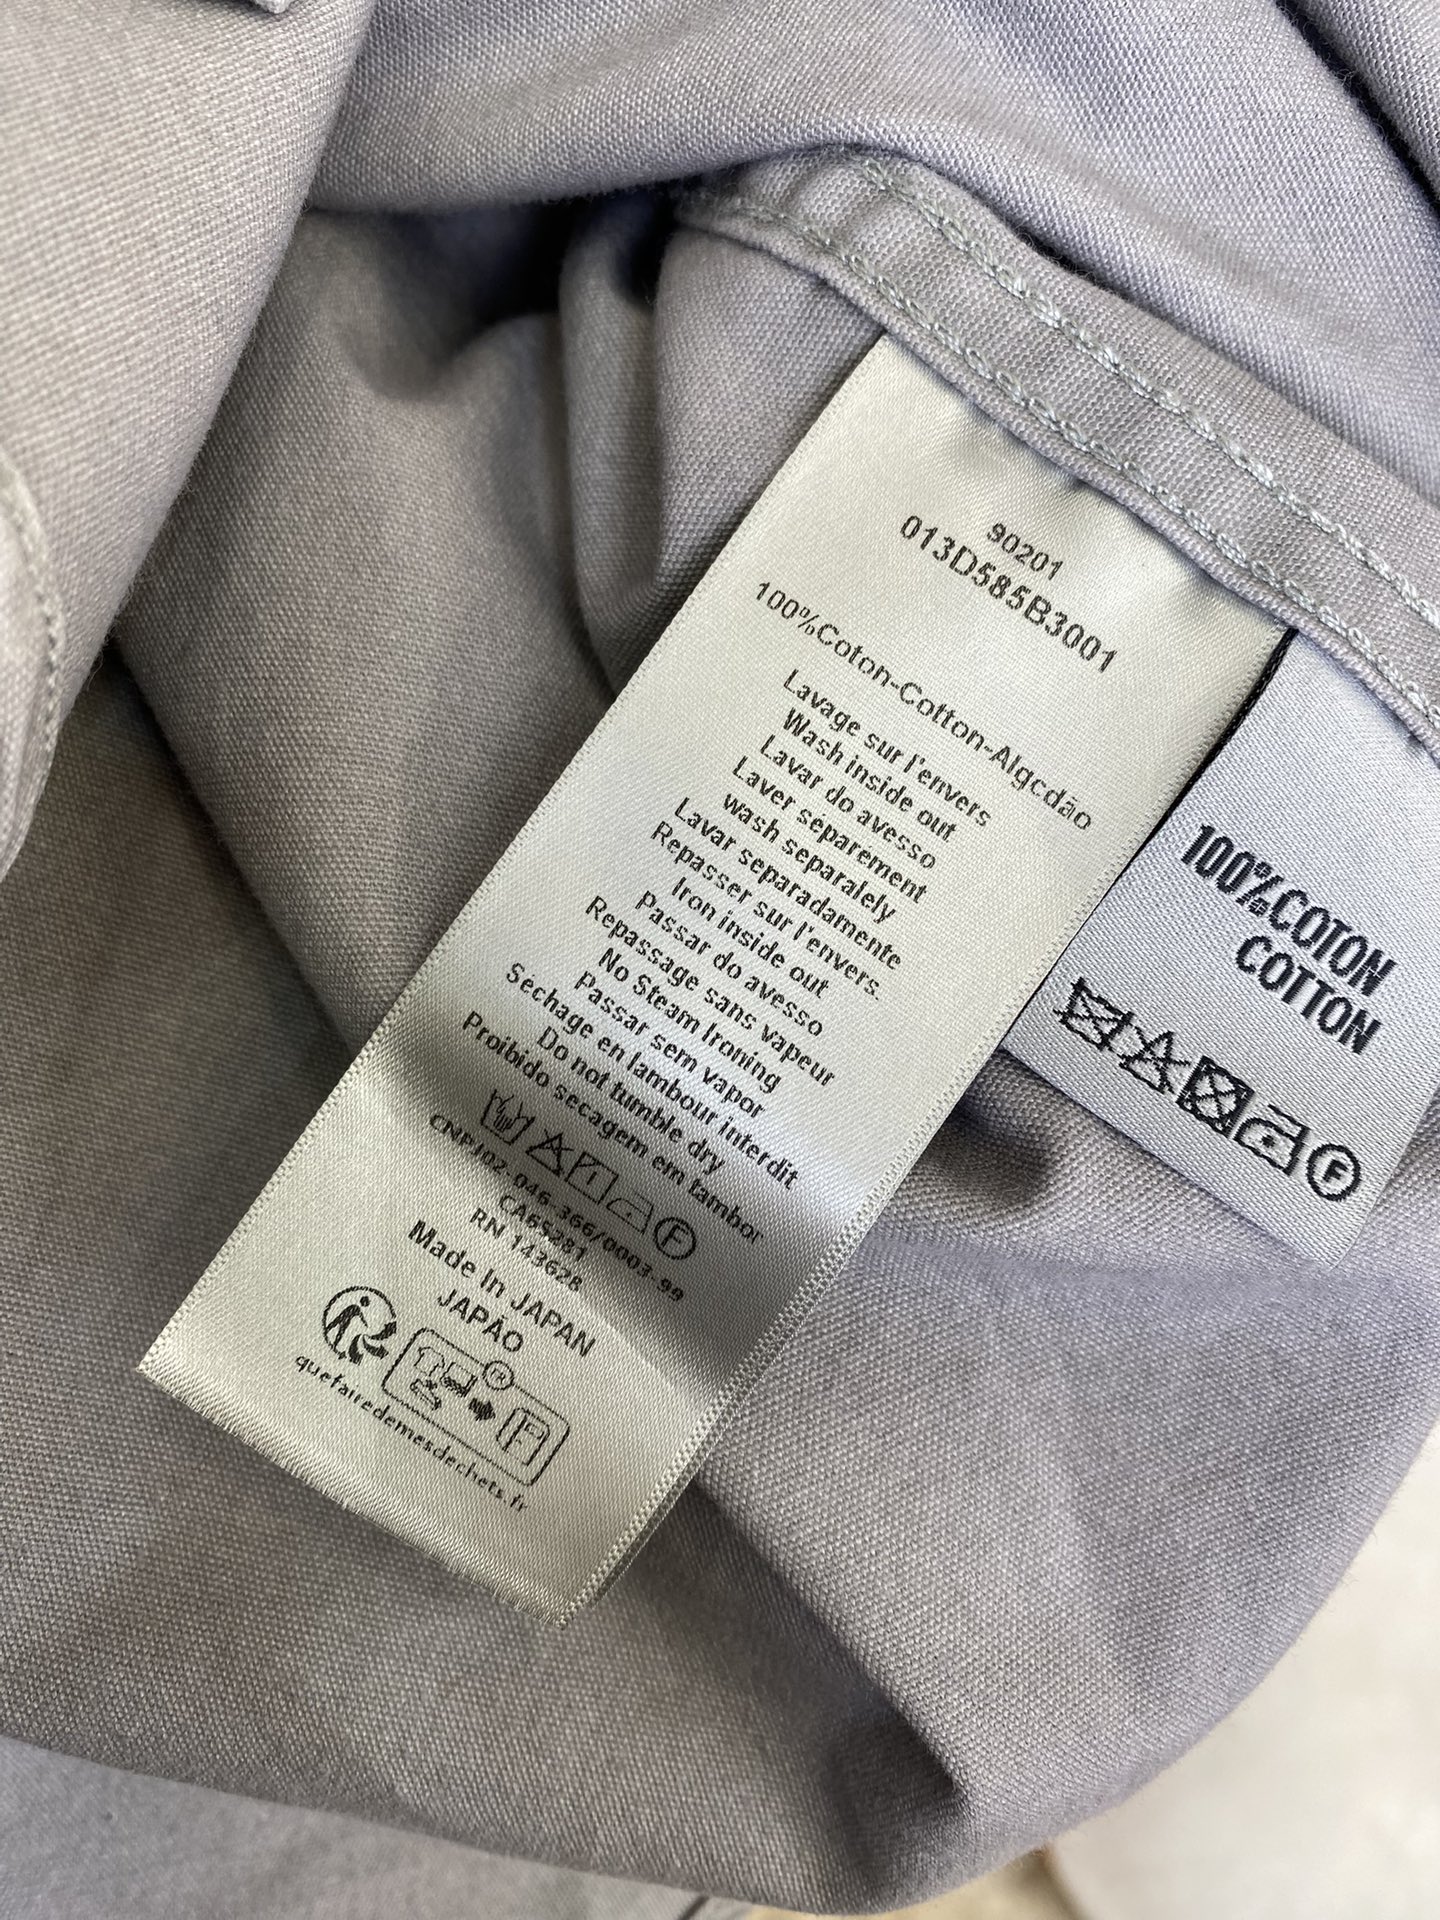 90201
013D585B3001
100%Coton-Cotton-Algcdão
Lavage sur l'envers
Wash inside out
Lavar do avesso
Laver séparement
wash separalely
Lavar separadamente
Repasser sur l'envers.
Iron inside out
Passar do avesso
Repassage sans vapeur
No Steam Ironing
Passar sem vapor
Séchage en lambour interdit
Do not tumble dry
Proibido secagem em tambor
F
CNPJ02.046.366/0003-99
CA65281
RN 143628
Made In JAPAN
JAPÃO
FR
quefairedemesdechets.fr
100%COTON
COTTON
F